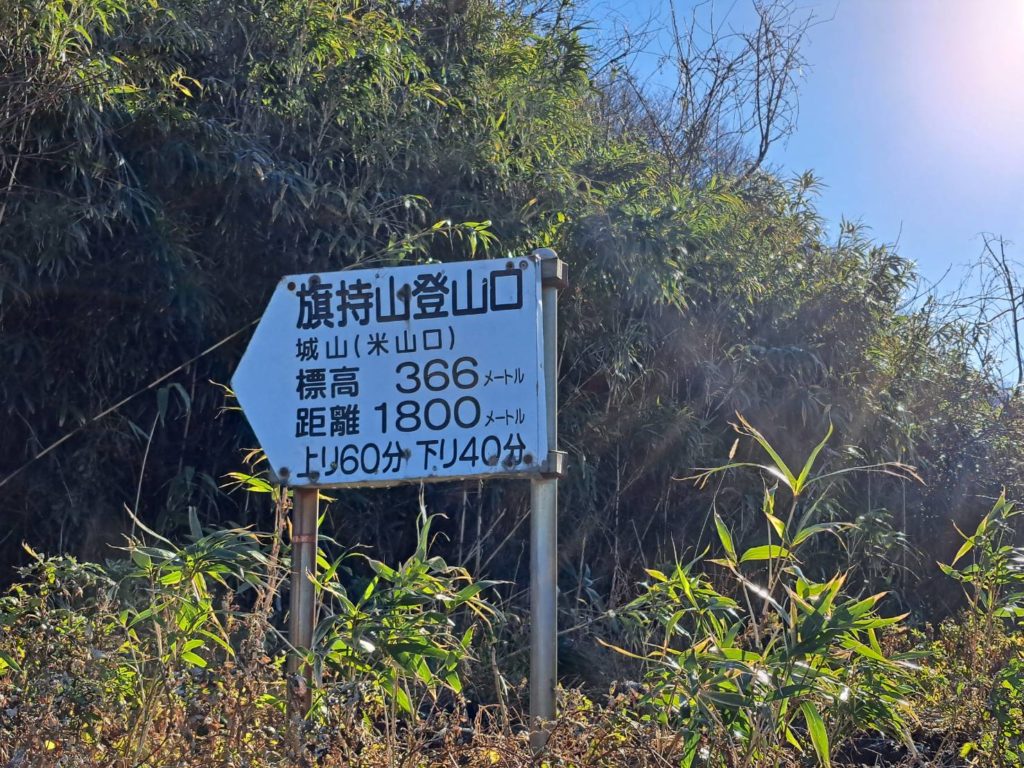 旗持山登山口
城山(米山口)
標高 366メートル
距離 1800メートル
上り60分 下り40分